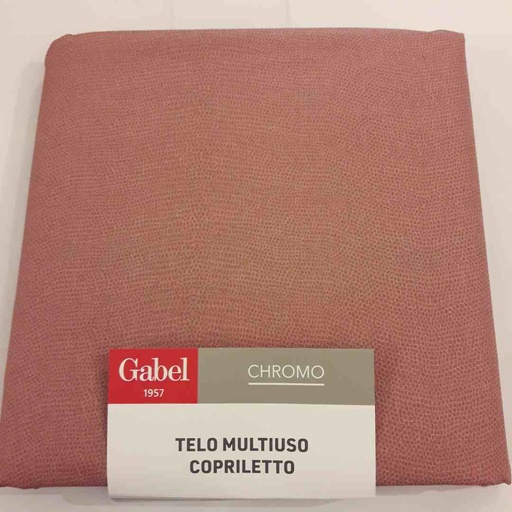 Gabel
1957
CHROMO
TELO MULTIUSO
COPRILETTO